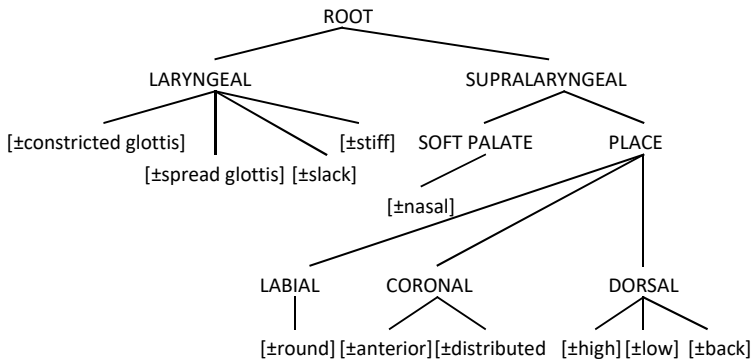 ROOT
LARYNGEAL SUPRALARYNGEAL
[±constricted glottis] [±stiff] SOFT PALATE PLACE
[±spread glottis] [±slack]
[±nasal]
LABIAL CORONAL DORSAL
[±round] [±anterior] [±distributed [±high] [±low] [±back]